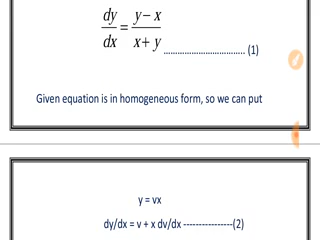 dy/dx = y − x / x + y ................................ (1)
Given equation is in homogeneous form, so we can put
y = vx
dy/dx = v + x dv/dx ----------------(2)